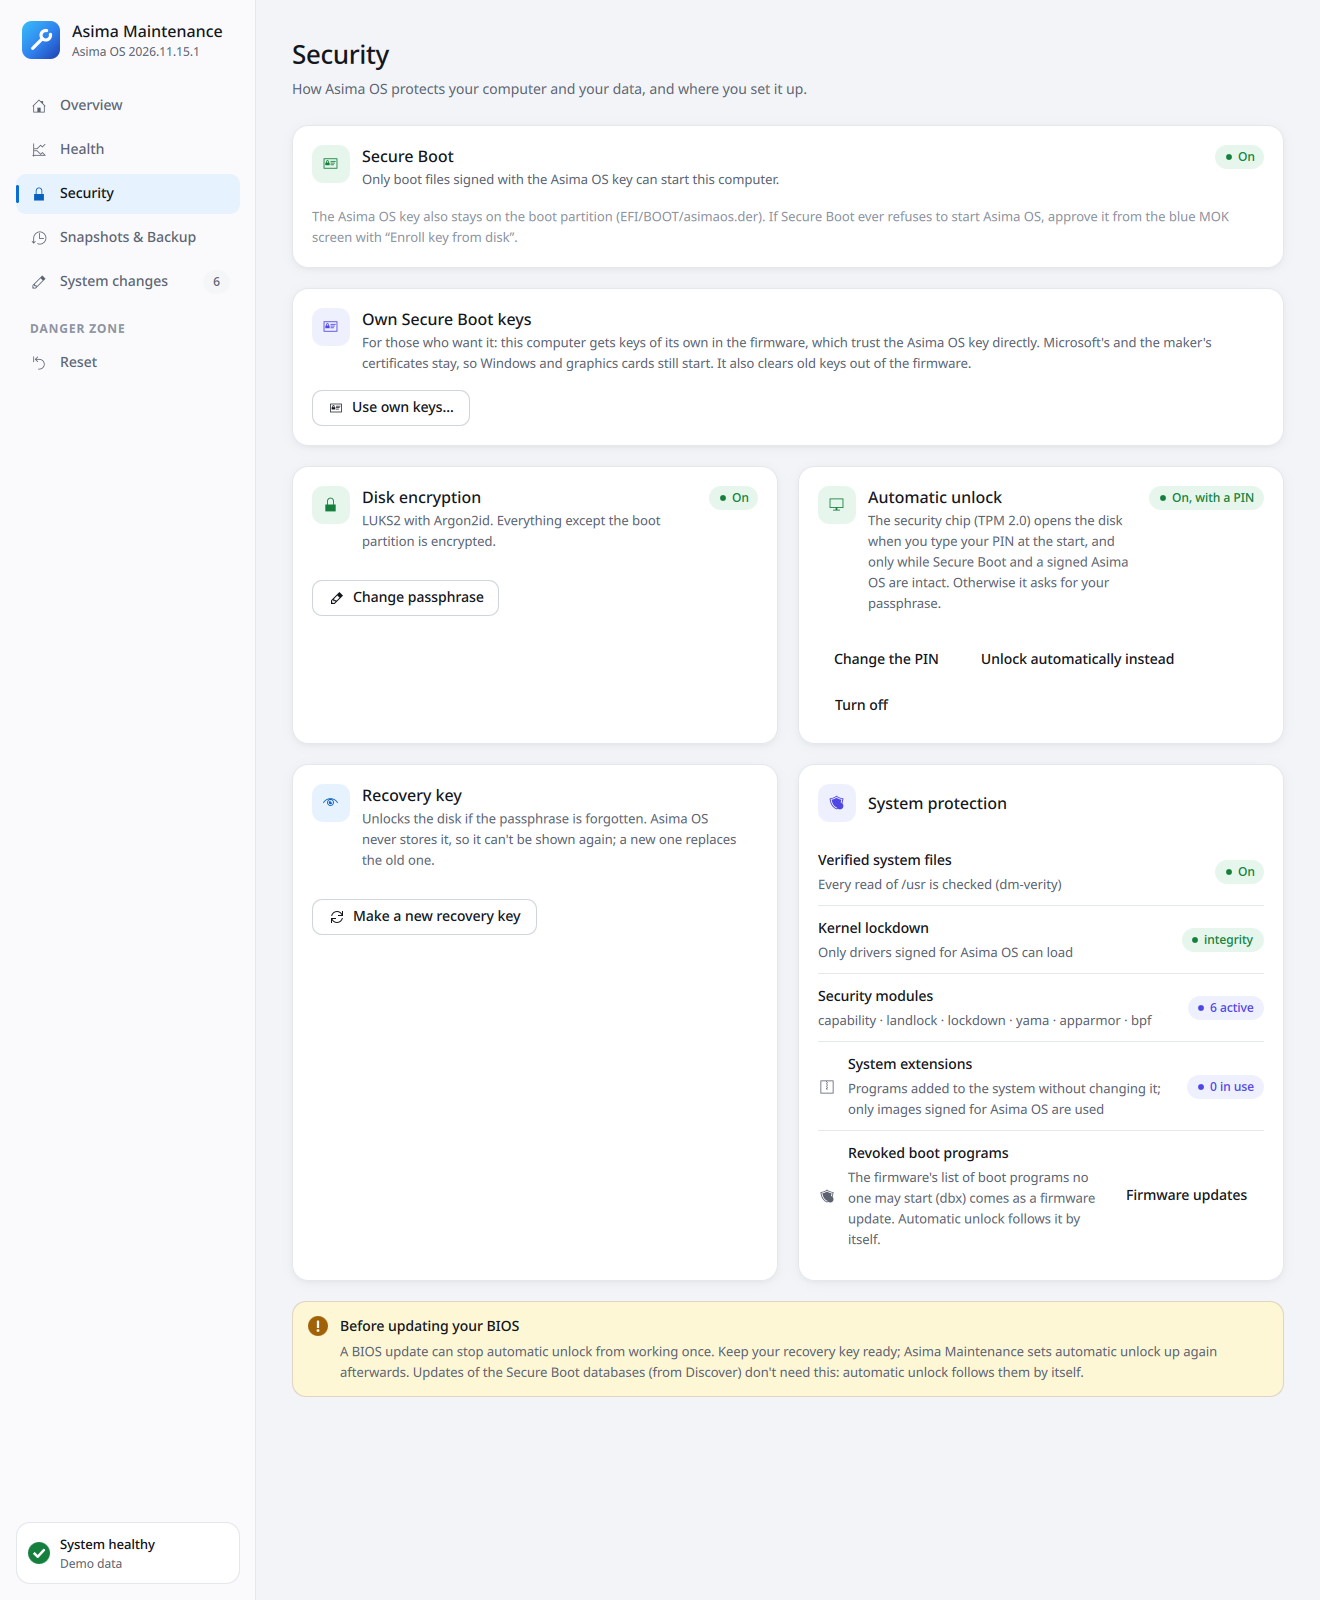 Asima Maintenance
Asima OS 2026.11.15.1
Overview
Health
Security
Snapshots & Backup
System changes
6
DANGER ZONE
Reset
System healthy
Demo data
Security
How Asima OS protects your computer and your data, and where you set it up.
Secure Boot
On
Only boot files signed with the Asima OS key can start this computer.
The Asima OS key also stays on the boot partition (EFI/BOOT/asimaos.der). If Secure Boot ever refuses to start Asima OS, approve it from the blue MOK
screen with “Enroll key from disk”.
Own Secure Boot keys
For those who want it: this computer gets keys of its own in the firmware, which trust the Asima OS key directly. Microsoft's and the maker's
certificates stay, so Windows and graphics cards still start. It also clears old keys out of the firmware.
Use own keys...
Disk encryption
On
LUKS2 with Argon2id. Everything except the boot
partition is encrypted.
Change passphrase
Automatic unlock
On, with a PIN
The security chip (TPM 2.0) opens the disk
when you type your PIN at the start, and
only while Secure Boot and a signed Asima
OS are intact. Otherwise it asks for your
passphrase.
Change the PIN
Unlock automatically instead
Turn off
Recovery key
Unlocks the disk if the passphrase is forgotten. Asima OS
never stores it, so it can't be shown again; a new one replaces
the old one.
Make a new recovery key
System protection
Verified system files
Every read of /usr is checked (dm-verity)
On
Kernel lockdown
Only drivers signed for Asima OS can load
integrity
Security modules
capability · landlock · lockdown · yama · apparmor · bpf
6 active
System extensions
Programs added to the system without changing it;
only images signed for Asima OS are used
0 in use
Revoked boot programs
The firmware's list of boot programs no
one may start (dbx) comes as a firmware
update. Automatic unlock follows it by
itself.
Firmware updates
Before updating your BIOS
A BIOS update can stop automatic unlock from working once. Keep your recovery key ready; Asima Maintenance sets automatic unlock up again
afterwards. Updates of the Secure Boot databases (from Discover) don't need this: automatic unlock follows them by itself.